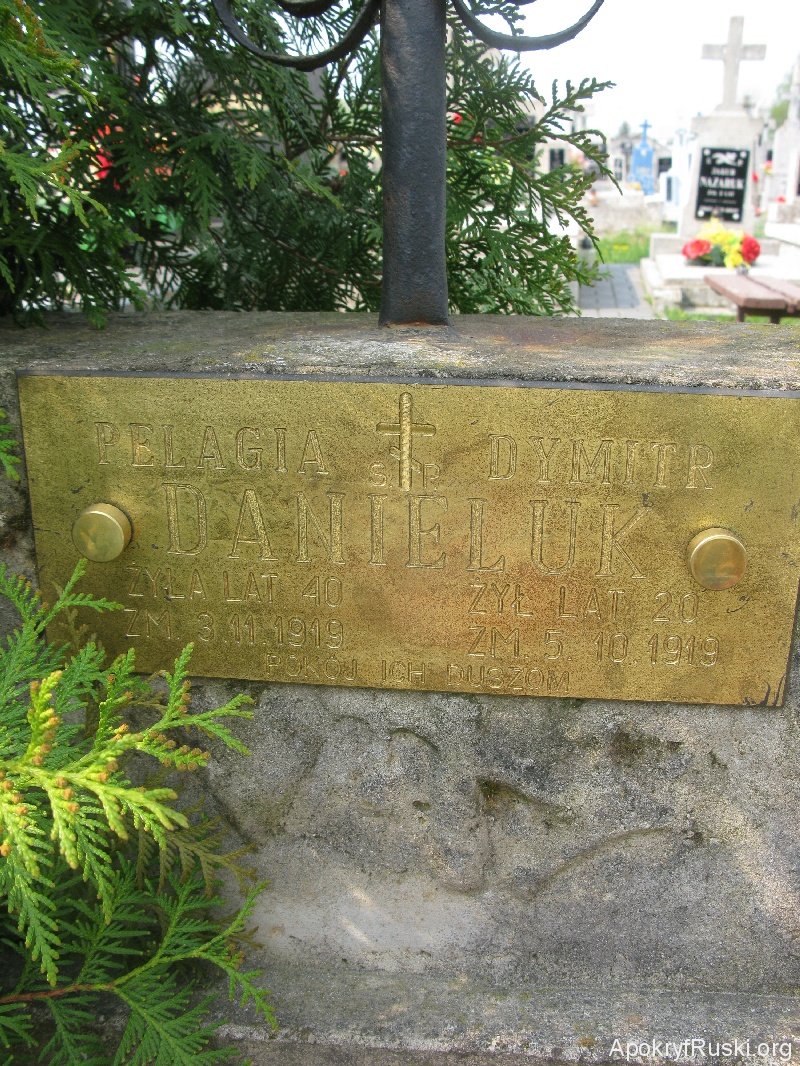 NAZARUK
PELAGIA DYMITR
Ś P
DANIELUK
ŻYŁA LAT 40 ŻYŁ LAT 20
ZM. 3.11.1919 ZM. 5.10.1919
POKÓJ ICH DUSZOM
ApokryfRuski.org